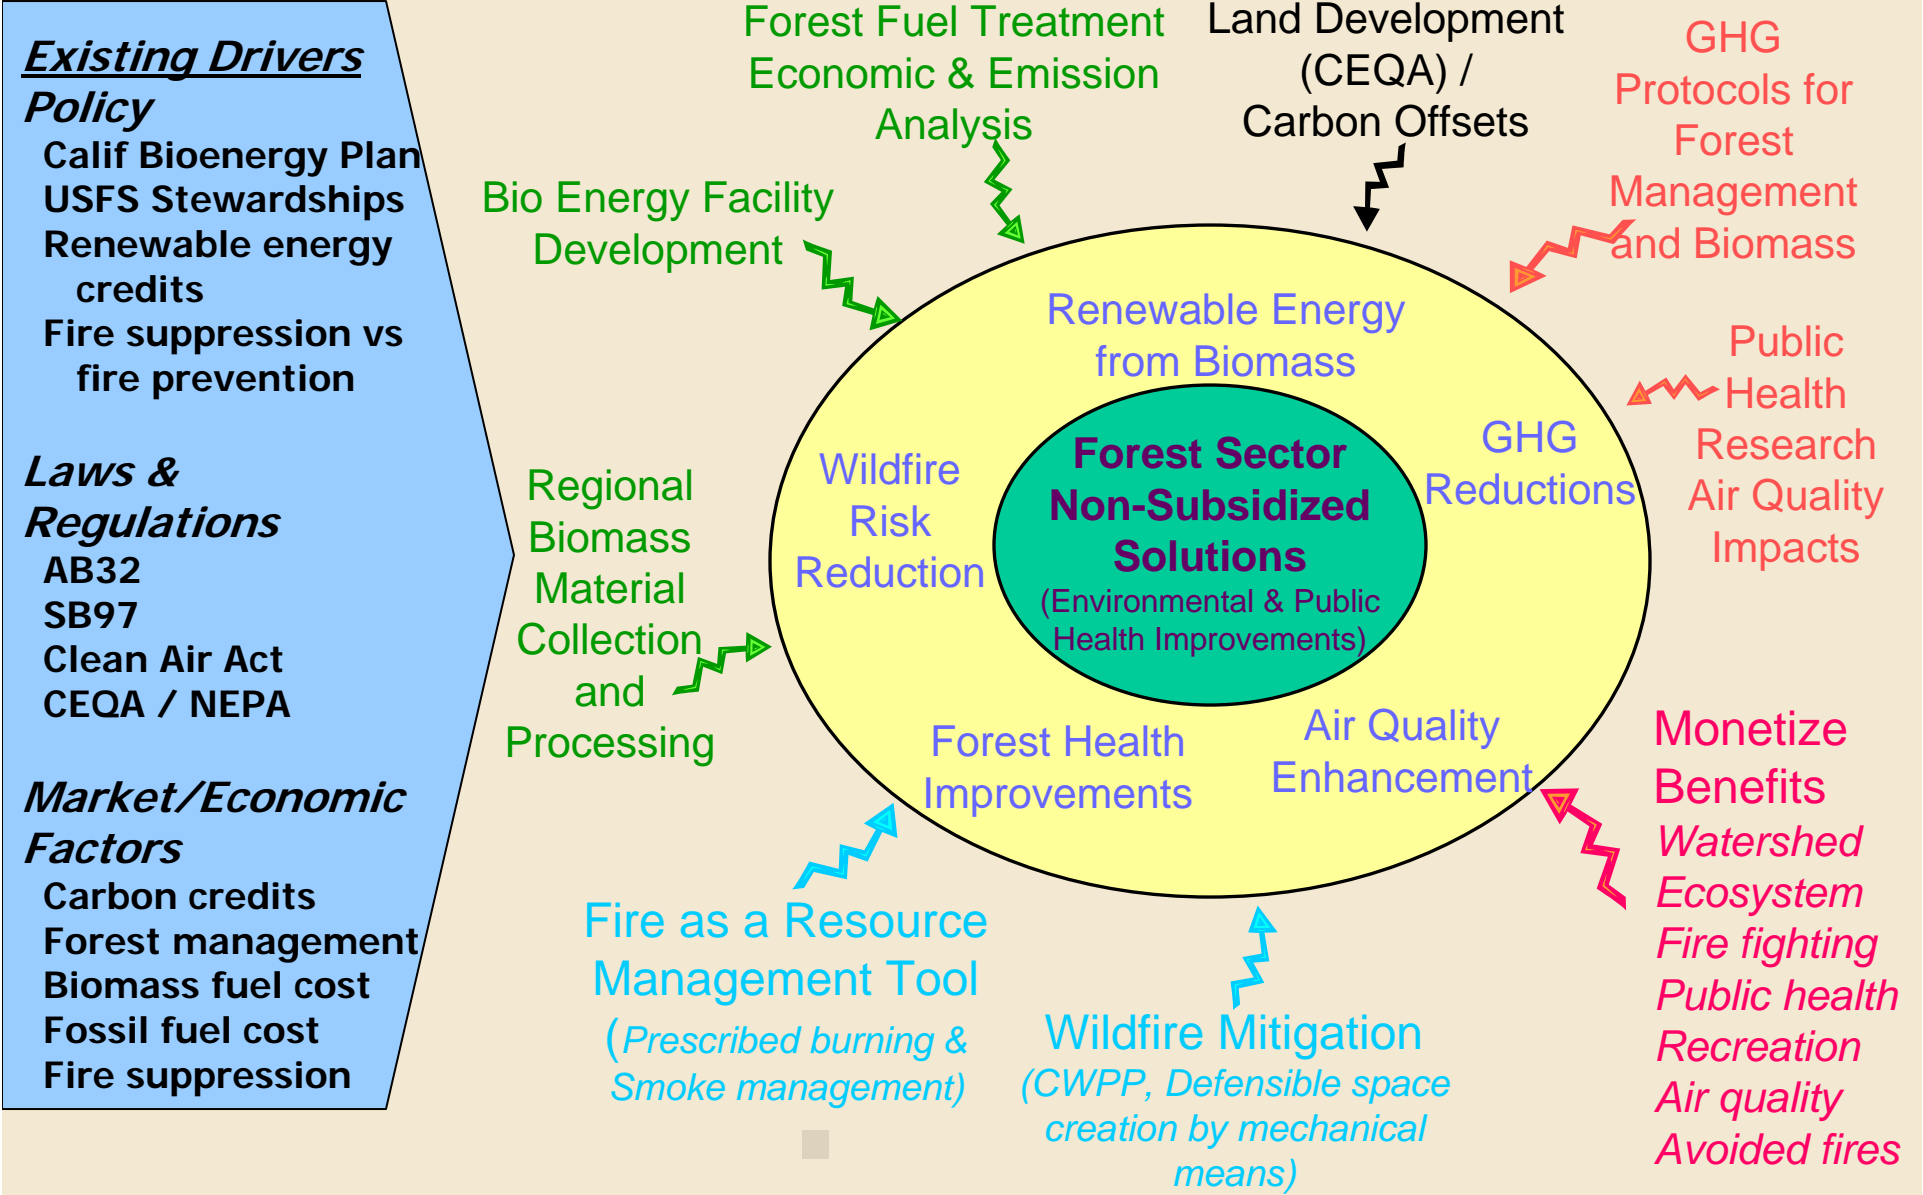 Existing Drivers
Policy
Calif Bioenergy Plan
USFS Stewardships
Renewable energy
credits
Fire suppression vs
fire prevention
Laws &
Regulations
AB32
SB97
Clean Air Act
CEQA / NEPA
Market/Economic
Factors
Carbon credits
Forest management
Biomass fuel cost
Fossil fuel cost
Fire suppression
Forest Fuel Treatment
Economic & Emission
Analysis
Land Development
(CEQA) /
Carbon Offsets
GHG
Protocols for
Forest
Management
and Biomass
Bio Energy Facility
Development
Public
Health
Research
Air Quality
Impacts
Regional
Biomass
Material
Collection
and
Processing
Renewable Energy
from Biomass
Wildfire
Risk
Reduction
GHG
Reductions
Forest Sector
Non-Subsidized
Solutions
(Environmental & Public
Health Improvements)
Forest Health
Improvements
Air Quality
Enhancement
Monetize
Benefits
Watershed
Ecosystem
Fire fighting
Public health
Recreation
Air quality
Avoided fires
Fire as a Resource
Management Tool
(Prescribed burning &
Smoke management)
Wildfire Mitigation
(CWPP, Defensible space
creation by mechanical
means)